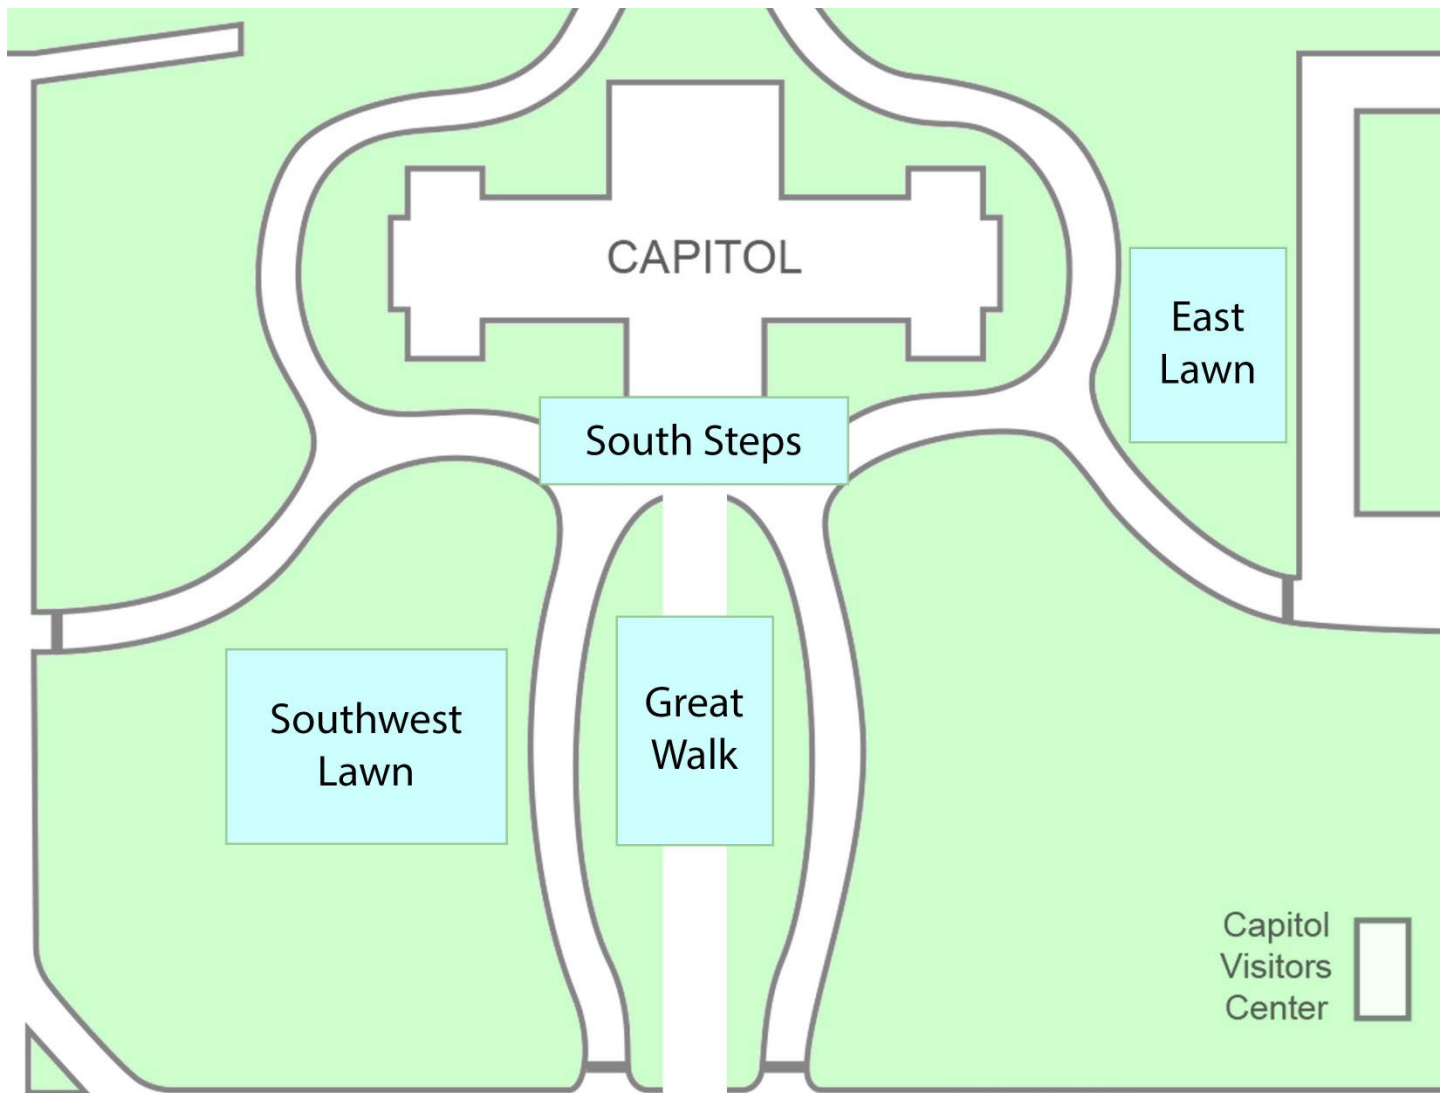 CAPITOL
East
Lawn
South Steps
Southwest
Lawn
Great
Walk
Capitol
Visitors
Center